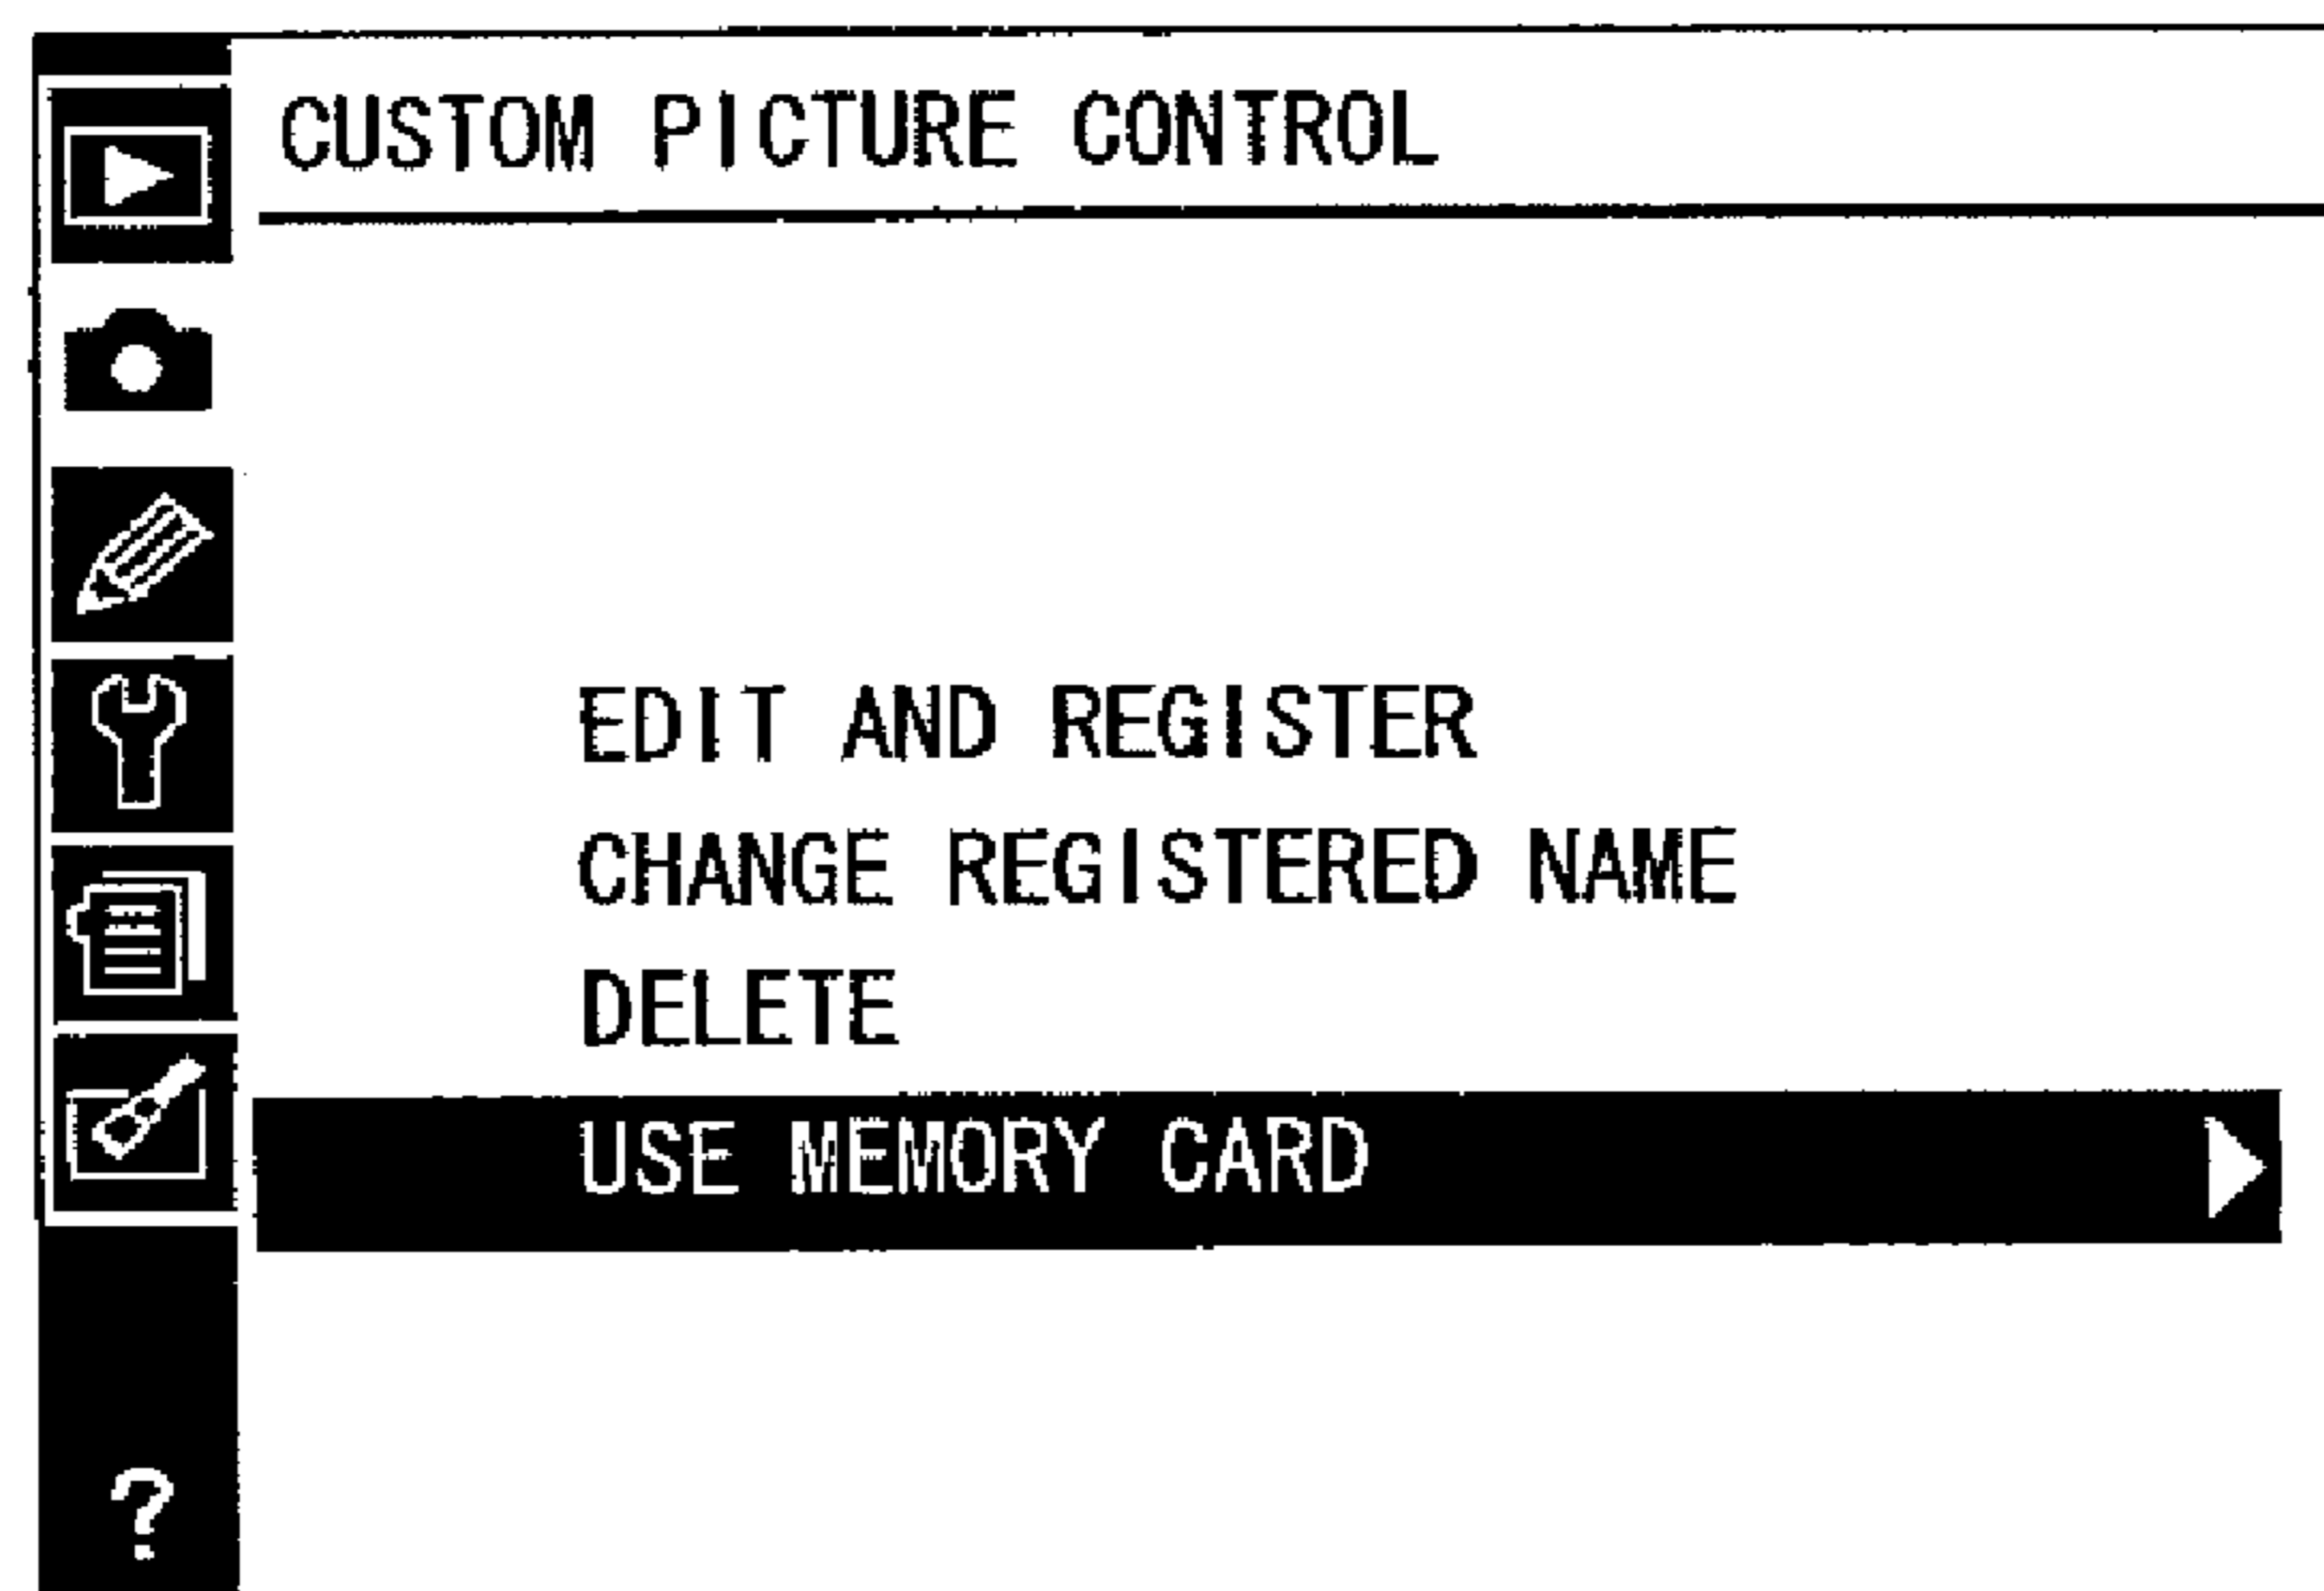 CUSTOM PICTURE CONTROL
EDIT AND REGISTER
CHANGE REGISTERED NAME
DELETE
USE MEMORY CARD
?